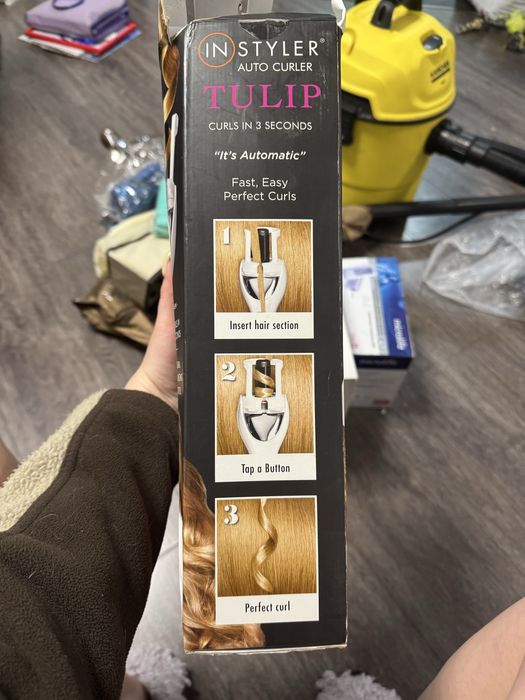 INSTYLER®
AUTO CURLER
TULIP
CURLS IN 3 SECONDS
“It's Automatic”
Fast, Easy
Perfect Curls
1
Insert hair section
2
Tap a Button
3
Perfect curl